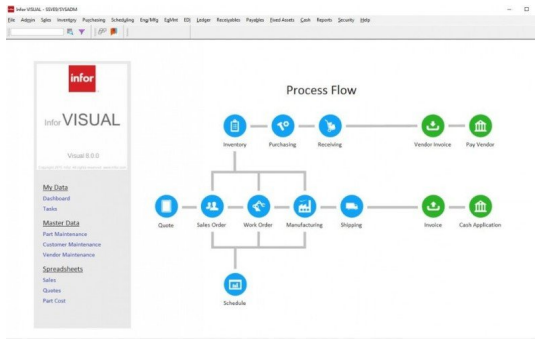 Infor VISUAL - GSVE9/SYSADM
File Admin Sales Inventory Purchasing Scheduling Eng/Mfg EgMnt EDI Ledger Receivables Payables Fixed Assets Cash Reports Security Help
Process Flow
infor
Infor VISUAL
Visual 8.0.0
My Data
Dashboard
Tasks
Master Data
Part Maintenance
Customer Maintenance
Vendor Maintenance
Spreadsheets
Sales
Quotes
Part Cost
Inventory Purchasing Receiving Vendor Invoice Pay Vendor
Quote Sales Order Work Order Manufacturing Shipping Invoice Cash Application
Schedule